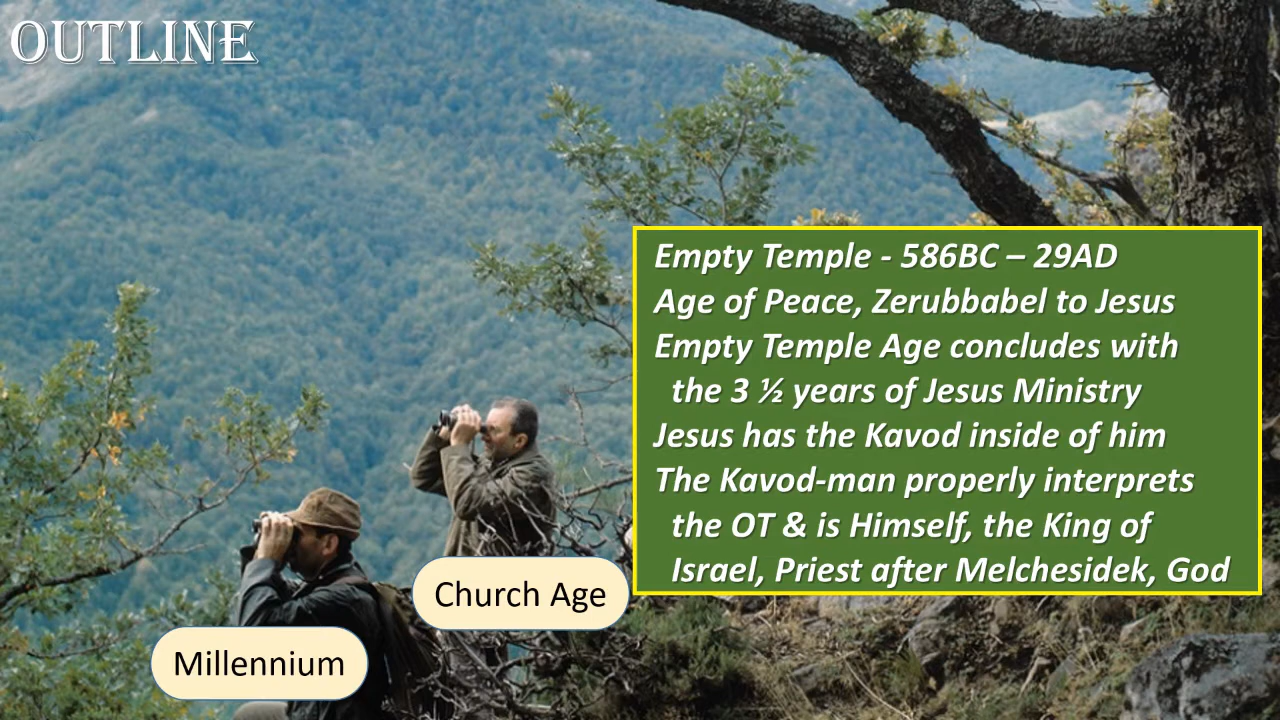 OUTLINE
Empty Temple - 586BC – 29AD
Age of Peace, Zerubbabel to Jesus
Empty Temple Age concludes with
the 3 ½ years of Jesus Ministry
Jesus has the Kavod inside of him
The Kavod-man properly interprets
the OT & is Himself, the King of
Israel, Priest after Melchesidek, God
Church Age
Millennium